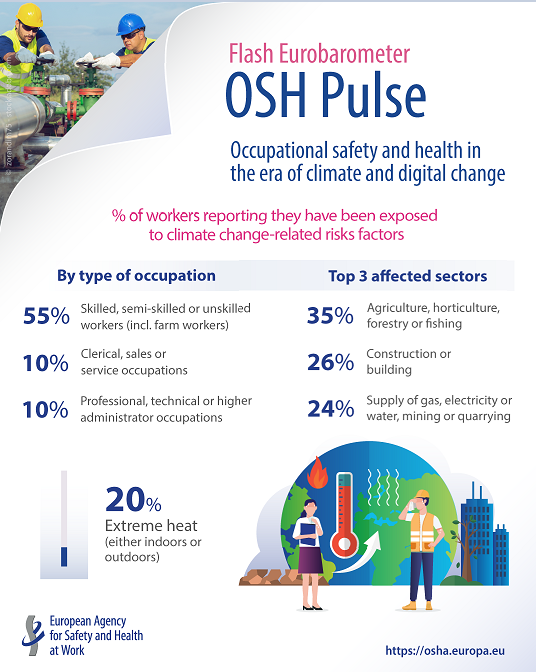 Flash Eurobarometer
OSH Pulse
Occupational safety and health in
the era of climate and digital change
% of workers reporting they have been exposed
to climate change-related risks factors
By type of occupation
55% Skilled, semi-skilled or unskilled
workers (incl. farm workers)
10% Clerical, sales or
service occupations
10% Professional, technical or higher
administrator occupations
Top 3 affected sectors
35% Agriculture, horticulture,
forestry or fishing
26% Construction or
building
24% Supply of gas, electricity or
water, mining or quarrying
20%
Extreme heat
(either indoors or
outdoors)
European Agency
for Safety and Health
at Work
https://osha.europa.eu